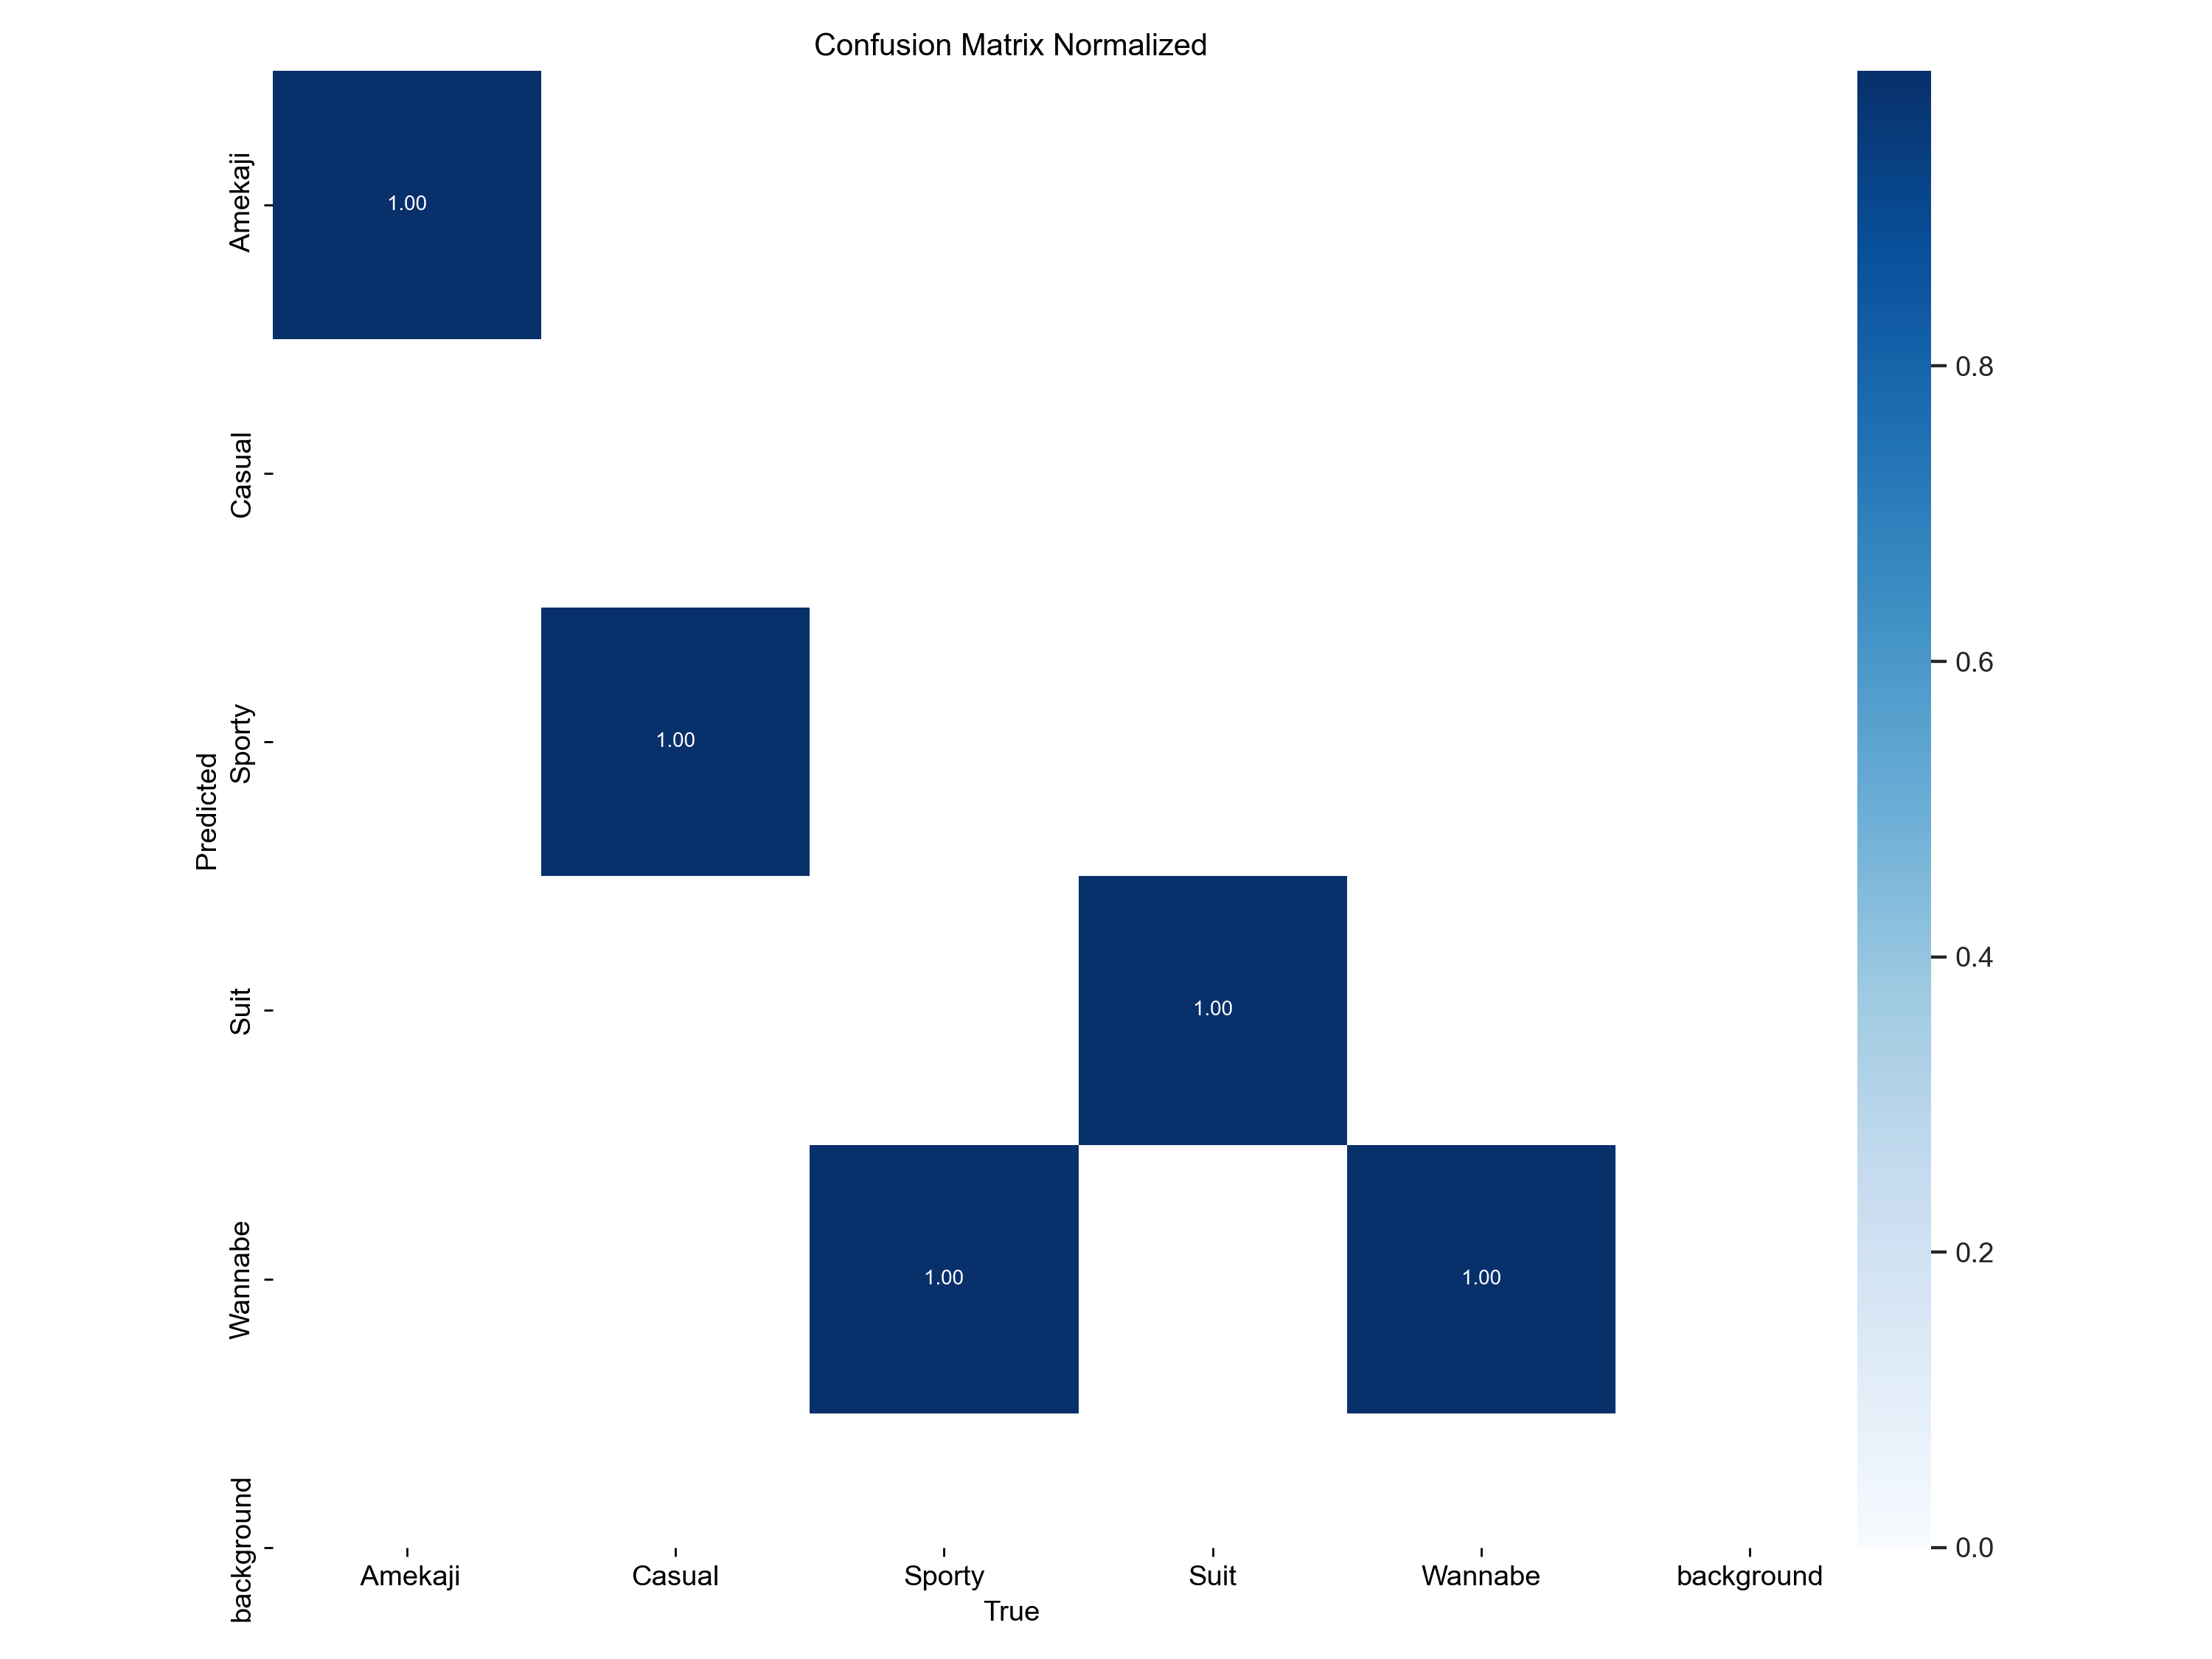 Confusion Matrix Normalized
Predicted
Amekaji
Casual
Sporty
Suit
Wannabe
background
1.00
1.00
1.00
1.00
1.00
Amekaji
Casual
Sporty
Suit
Wannabe
background
True
0.8
0.6
0.4
0.2
0.0